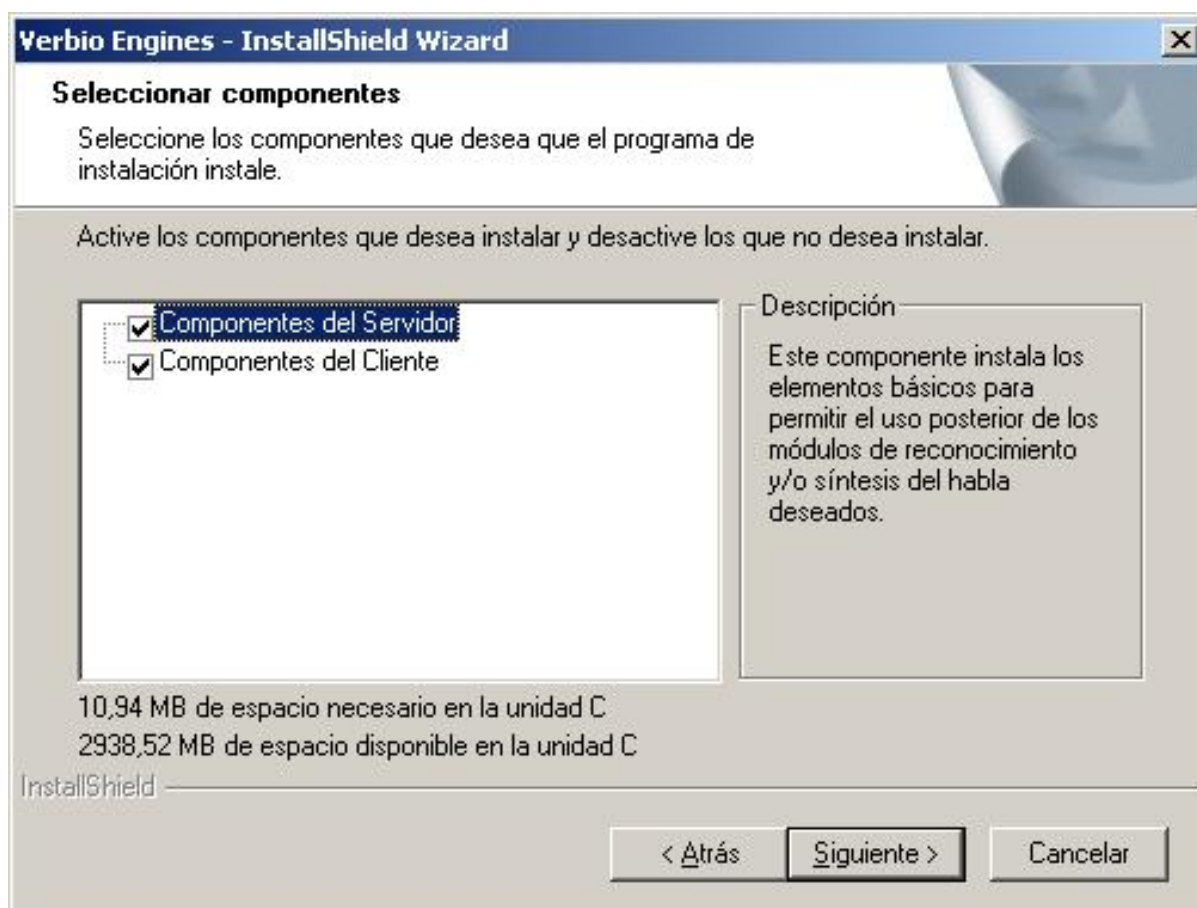 Verbio Engines - InstallShield Wizard
Seleccionar componentes
Seleccione los componentes que desea que el programa de
instalación instale.
Active los componentes que desea instalar y desactive los que no desea instalar.
Componentes del Servidor
Componentes del Cliente
Descripción
Este componente instala los
elementos básicos para
permitir el uso posterior de los
módulos de reconocimiento
y/o síntesis del habla
deseados.
10,94 MB de espacio necesario en la unidad C
2938,52 MB de espacio disponible en la unidad C
InstallShield
< Atrás
Siguiente >
Cancelar